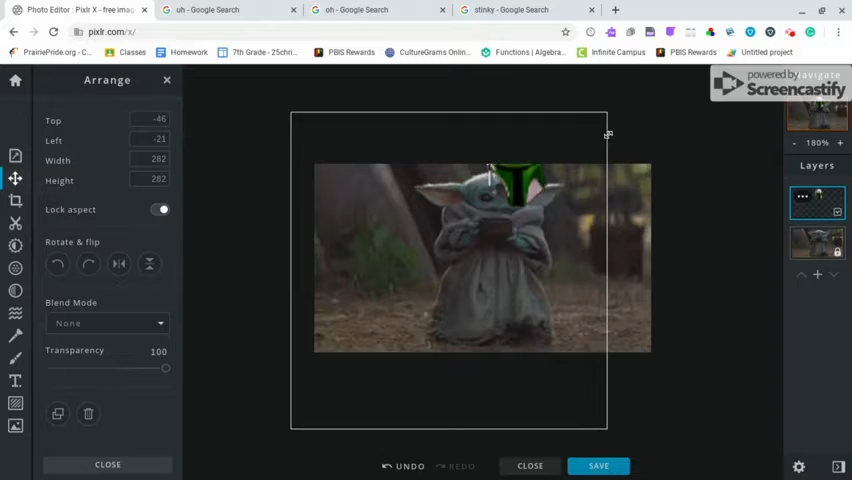 Photo Editor : Pixlr X - free imag
uh - Google Search
oh - Google Search
stinky - Google Search
pixlr.com/x/
PrairiePride.org - C...
Classes
Homework
7th Grade - 25chri...
PBIS Rewards
CultureGrams Onlin...
Functions | Algebra...
Infinite Campus
PBIS Rewards
Untitled project
Arrange
powered by
Screencastify
Top -46
Left -21
Width 282
Height 282
Lock aspect
Rotate & flip
Blend Mode
None
Transparency 100
CLOSE
- 180% +
Layers
UNDO
REDO
CLOSE
SAVE